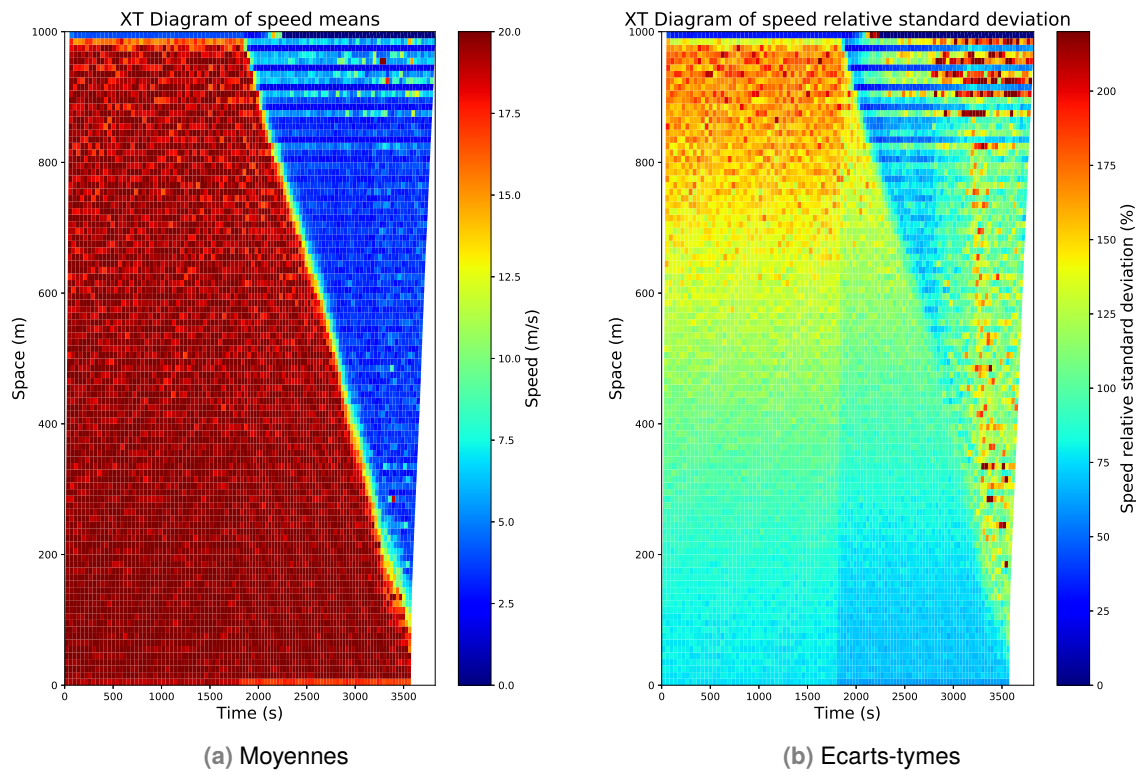 XT Diagram of speed means
1000
800
600
400
200
0
Space (m)
0 500 1000 1500 2000 2500 3000 3500
Time (s)
20.0
17.5
15.0
12.5
10.0
7.5
5.0
2.5
0.0
Speed (m/s)
(a) Moyennes
XT Diagram of speed relative standard deviation
1000
800
600
400
200
0
Space (m)
0 500 1000 1500 2000 2500 3000 3500
Time (s)
200
175
150
125
100
75
50
25
0
Speed relative standard deviation (%)
(b) Ecarts-tymes